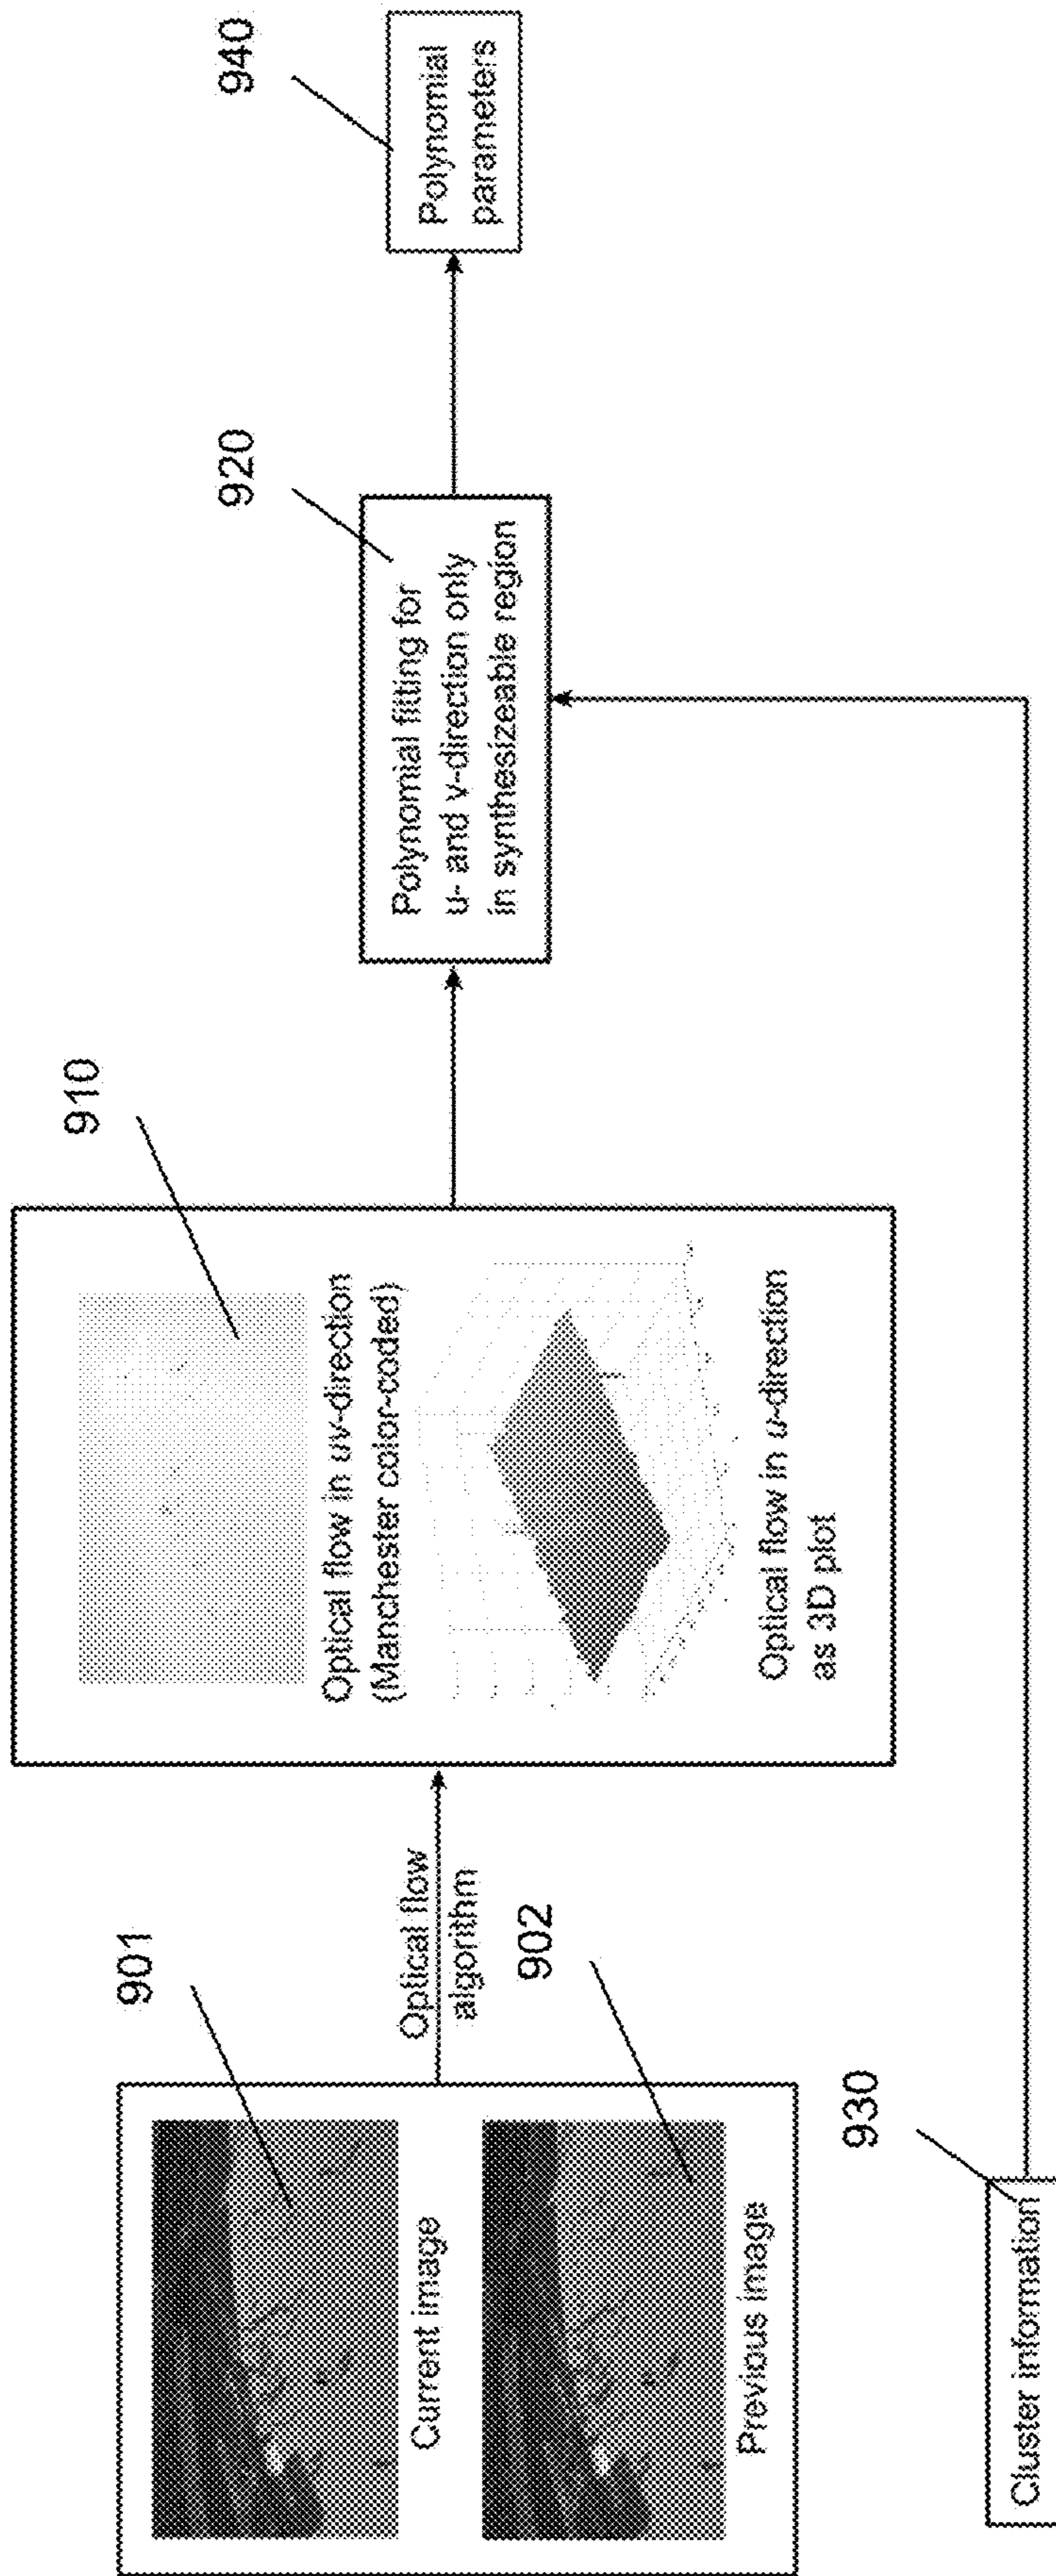 901
Current image
902
Previous image
Optical flow
algorithm
910
Optical flow in uv-direction
(Manchester color-coded)
Optical flow in u-direction
as 3D plot
920
Polynomial fitting for
u- and v-direction only
in synthesizeable region
940
Polynomial
parameters
930
Cluster information